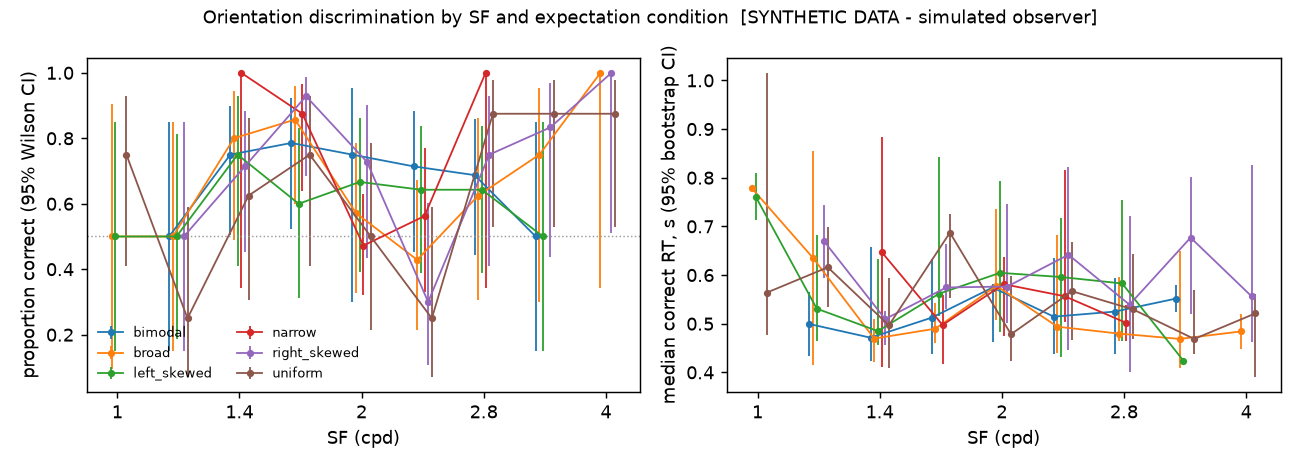 Orientation discrimination by SF and expectation condition [SYNTHETIC DATA - simulated observer]
proportion correct (95% Wilson CI)
1.0
0.8
0.6
0.4
0.2
bimodal
broad
left_skewed
narrow
right_skewed
uniform
1
1.4
2
2.8
4
SF (cpd)
median correct RT, s (95% bootstrap CI)
1.0
0.9
0.8
0.7
0.6
0.5
0.4
1
1.4
2
2.8
4
SF (cpd)